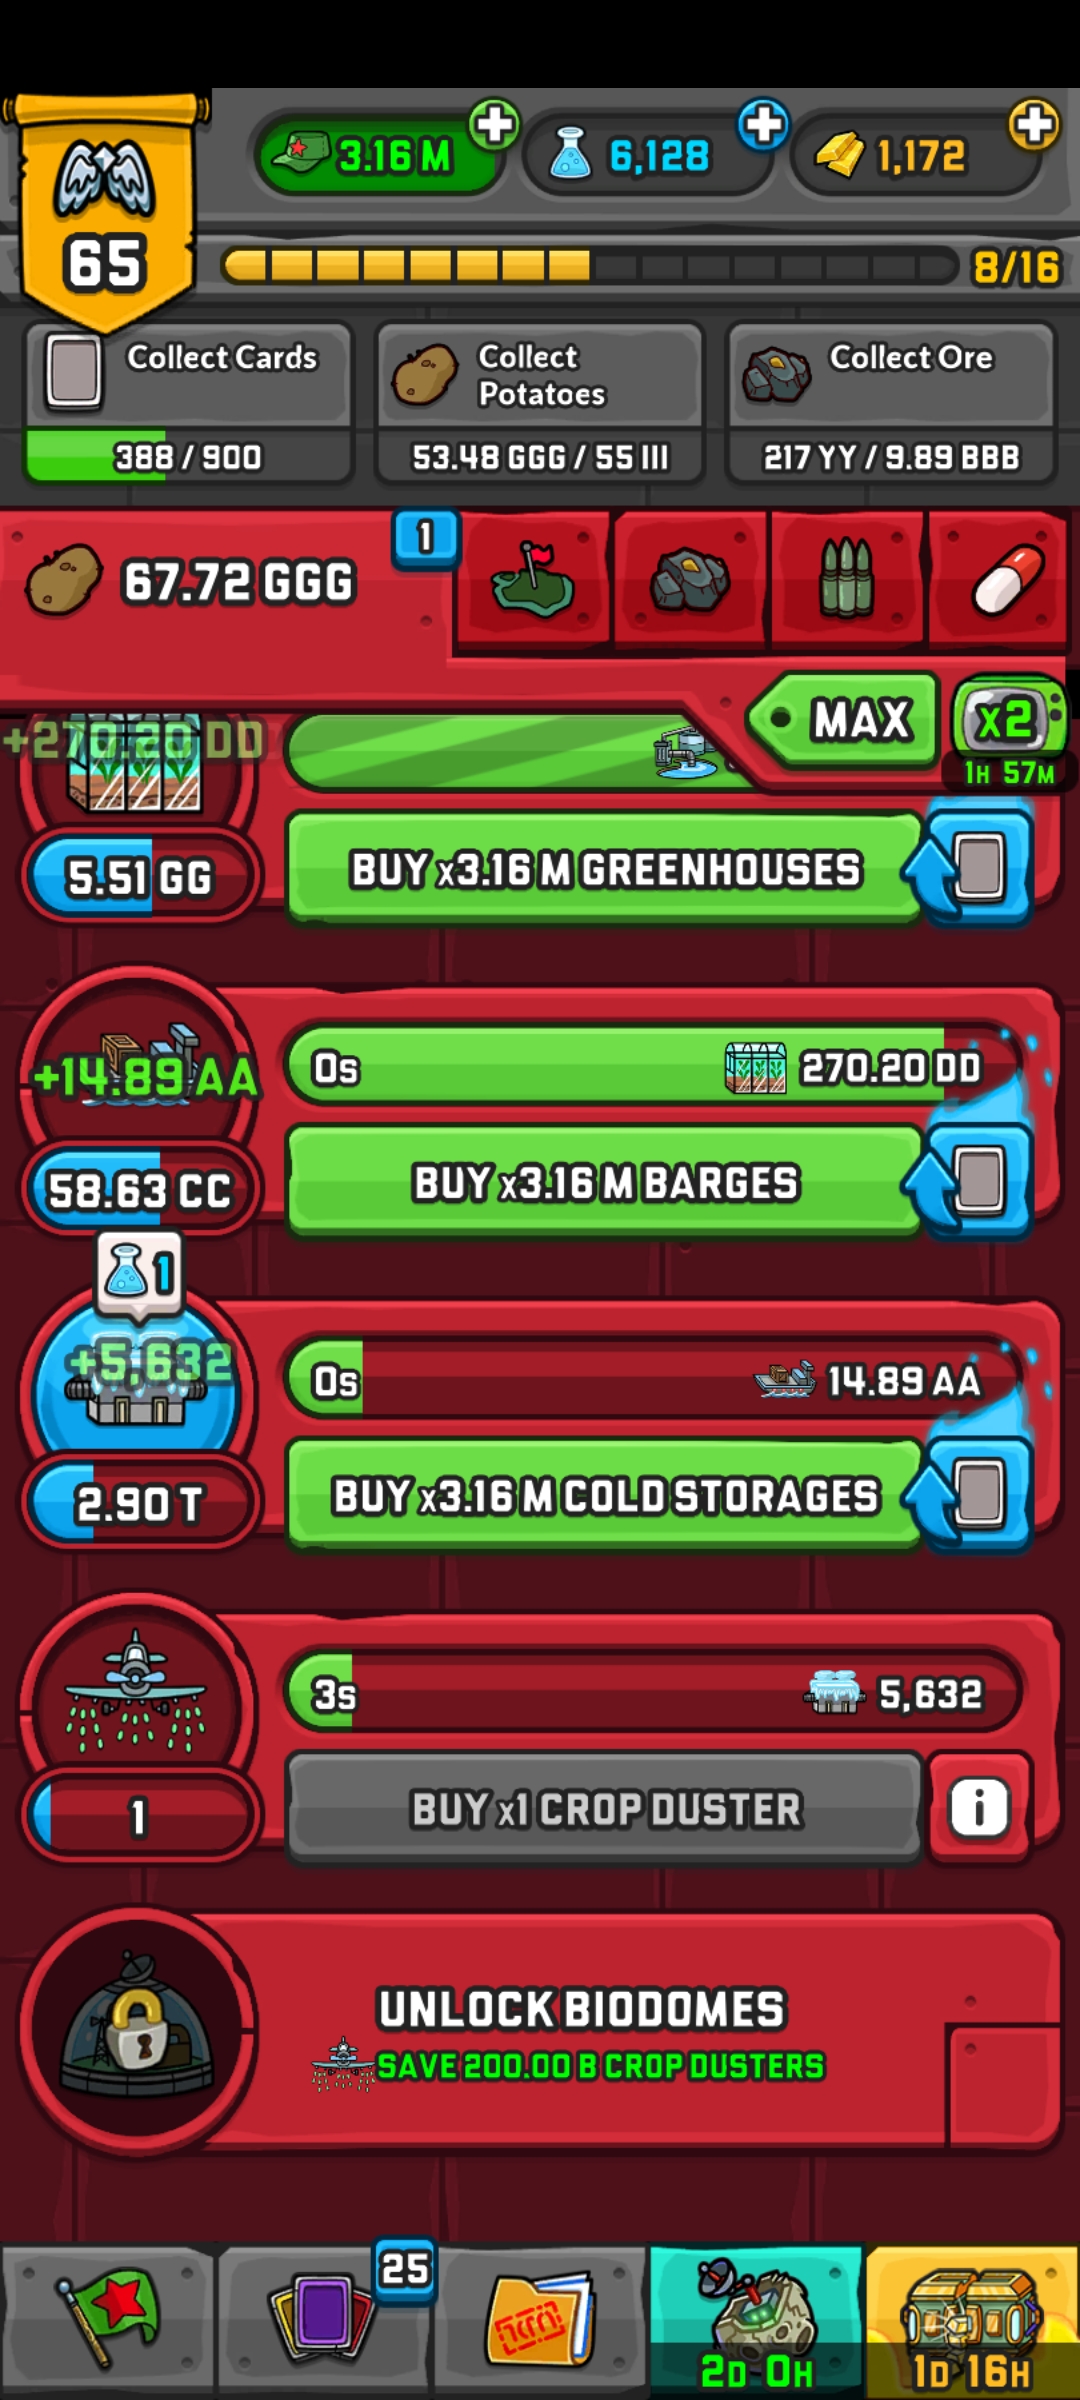 3.16 M
6,128
1,172
65
8/16
Collect Cards
388 / 900
Collect
Potatoes
53.48 GGG / 55 III
Collect Ore
217 YY / 9.89 BBB
67.72 GGG
1
MAX
x2
1H 57M
+270.20 DD
5.51 GG
BUY x3.16 M GREENHOUSES
+14.89 AA
0s
270.20 DD
58.63 CC
BUY x3.16 M BARGES
1
+5,632
0s
14.89 AA
2.90 T
BUY x3.16 M COLD STORAGES
3s
5,632
1
BUY x1 CROP DUSTER
i
UNLOCK BIODOMES
SAVE 200.00 B CROP DUSTERS
25
2D 0H
1D 16H